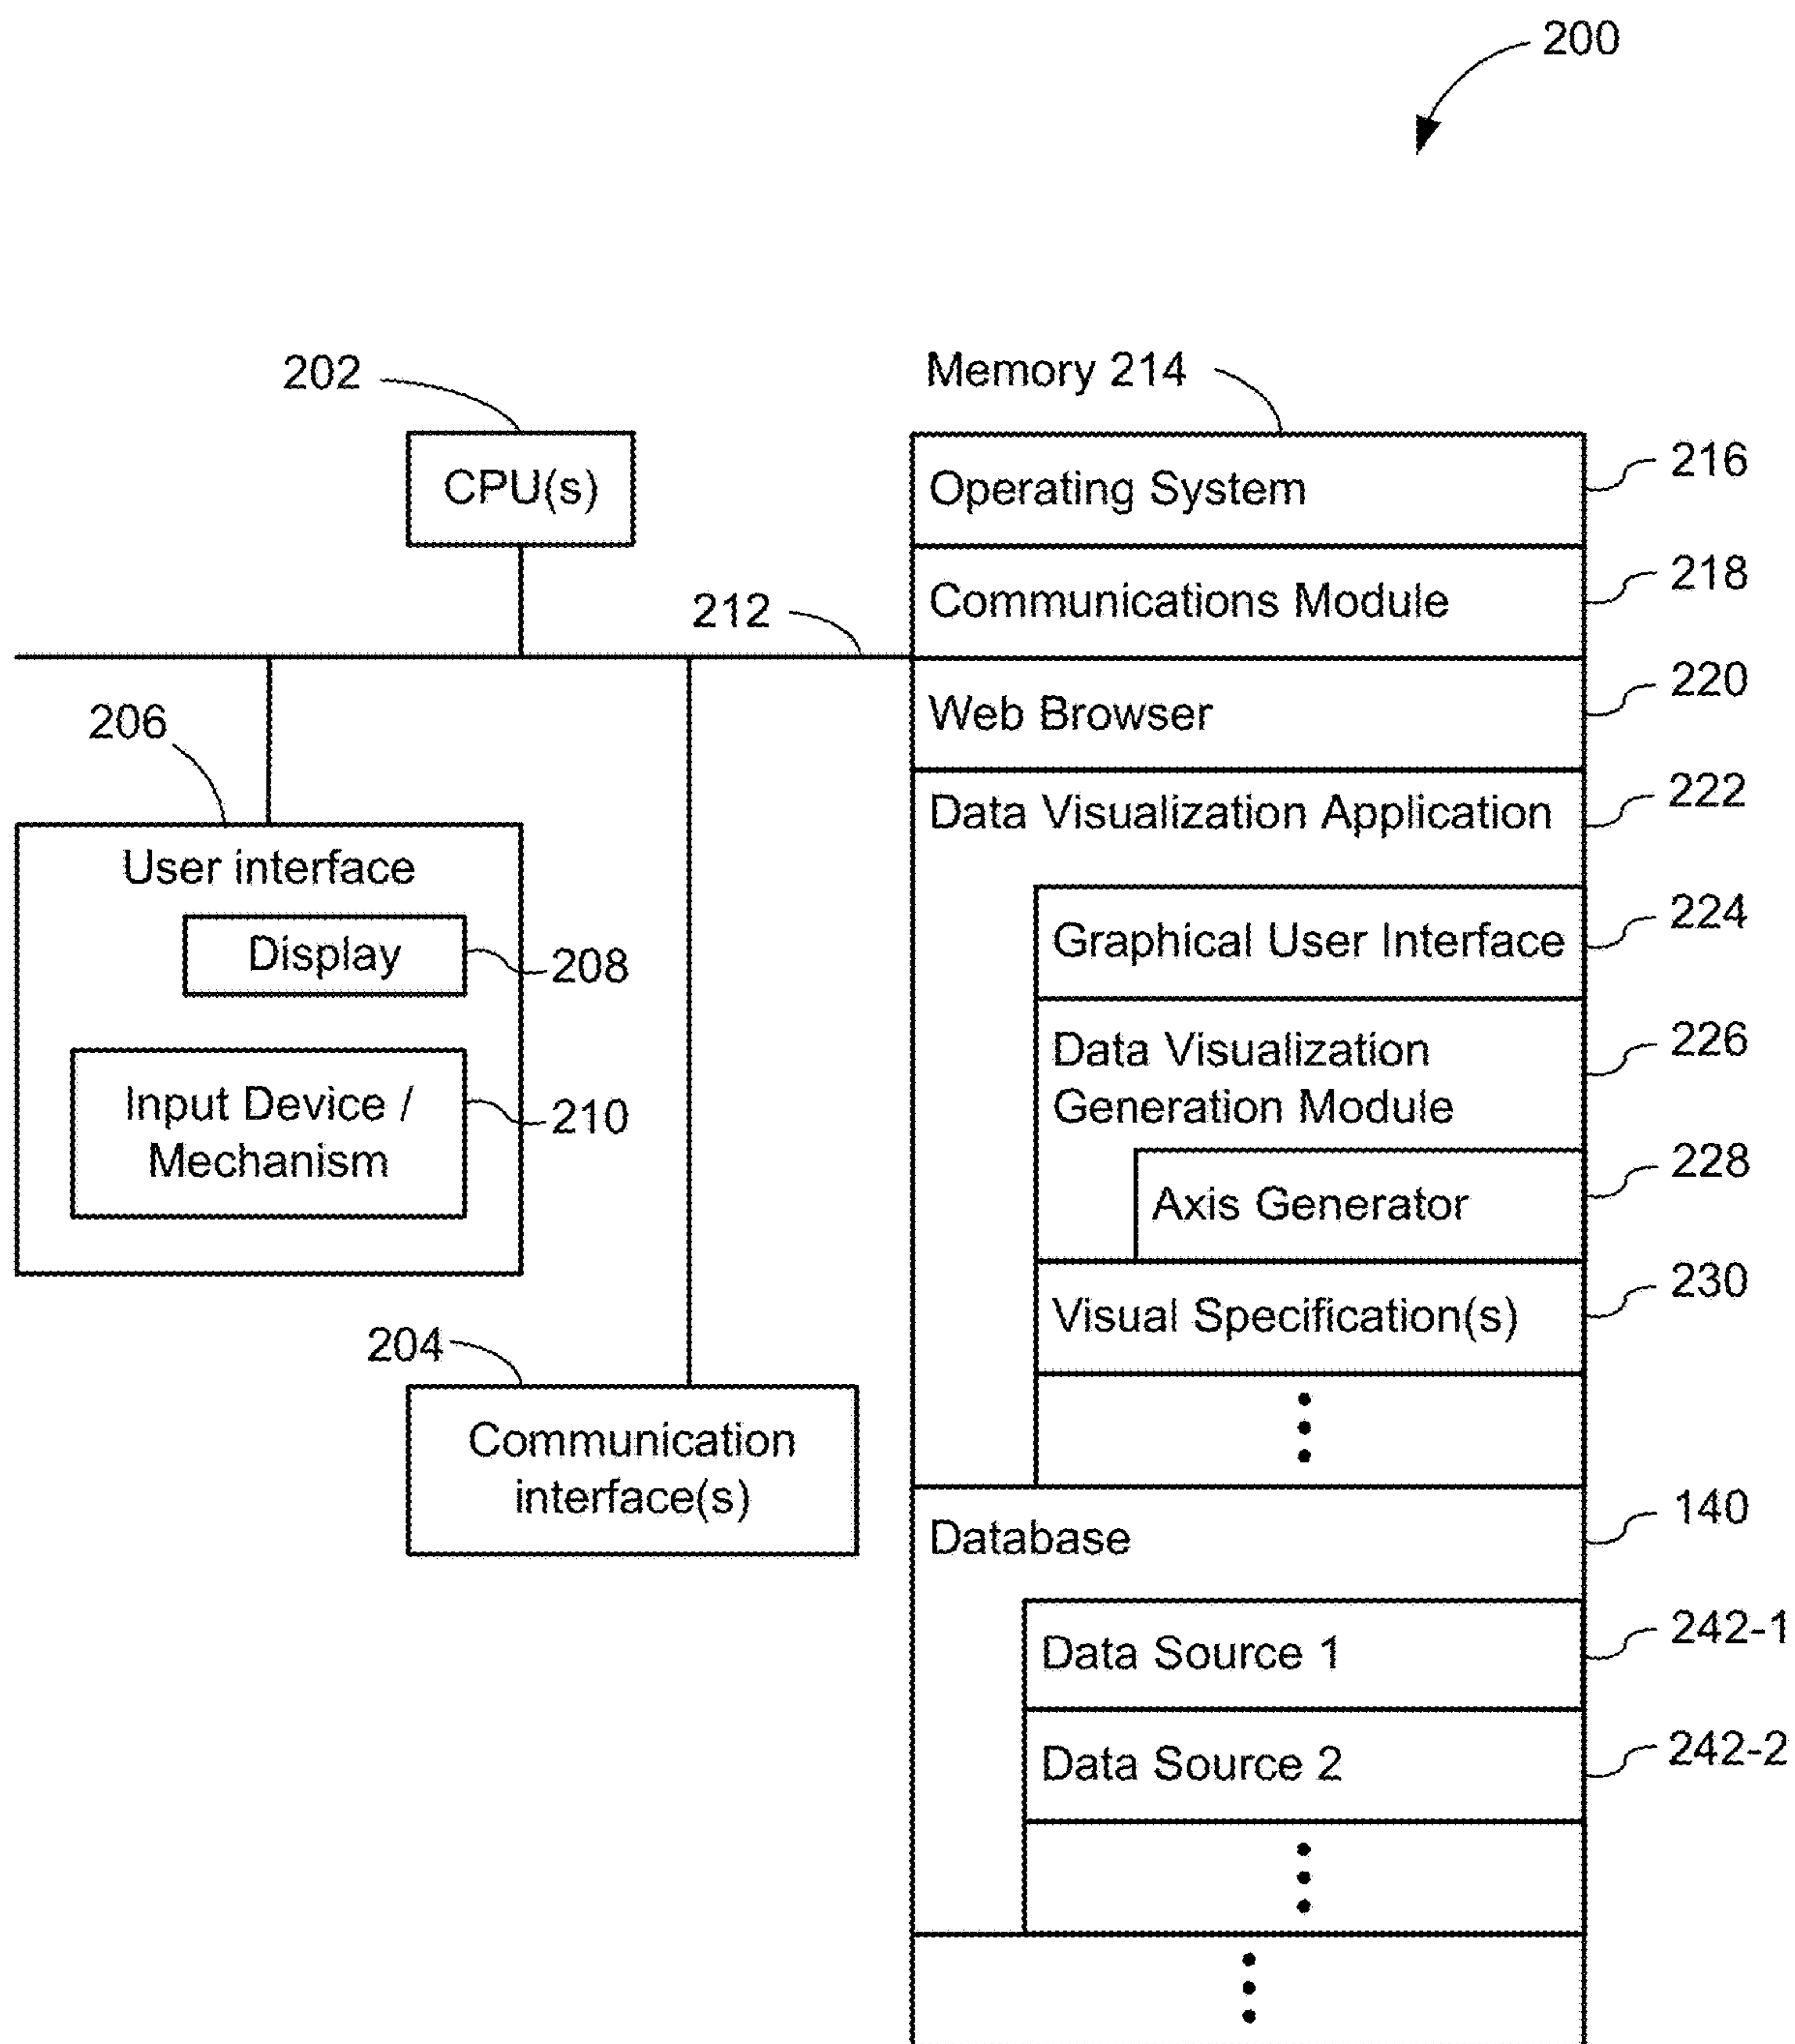 200
202
Memory 214
CPU(s)
Operating System
216
Communications Module
218
212
Web Browser
220
206
Data Visualization Application
222
User interface
Display
208
Graphical User Interface
224
Input Device /
Mechanism
210
Data Visualization
Generation Module
226
Axis Generator
228
Visual Specification(s)
230
204
Communication
interface(s)
Database
140
Data Source 1
242-1
Data Source 2
242-2